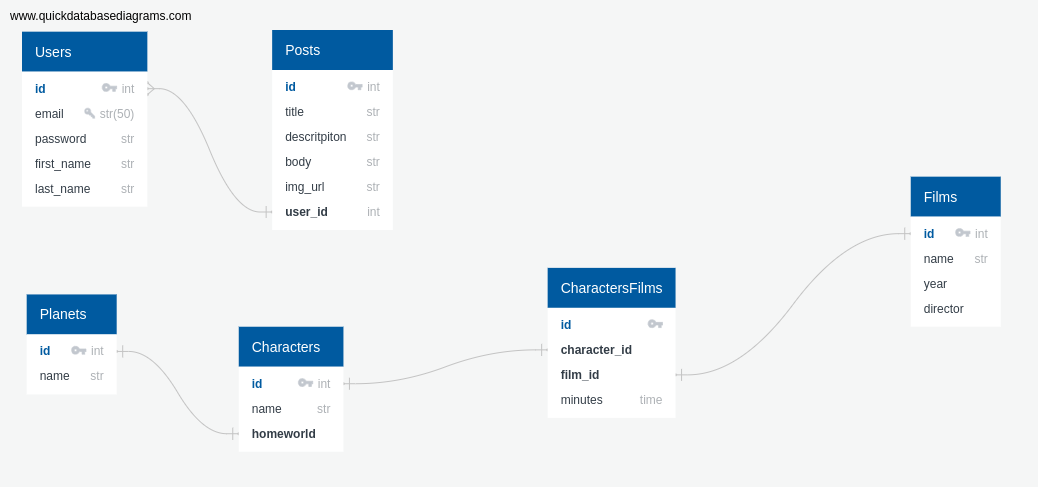 www.quickdatabasediagrams.com
Users
id int
email str(50)
password str
first_name str
last_name str
Posts
id int
title str
descritpiton str
body str
img_url str
user_id int
Planets
id int
name str
Characters
id int
name str
homeworld
CharactersFilms
id
character_id
film_id
minutes time
Films
id int
name str
year
director